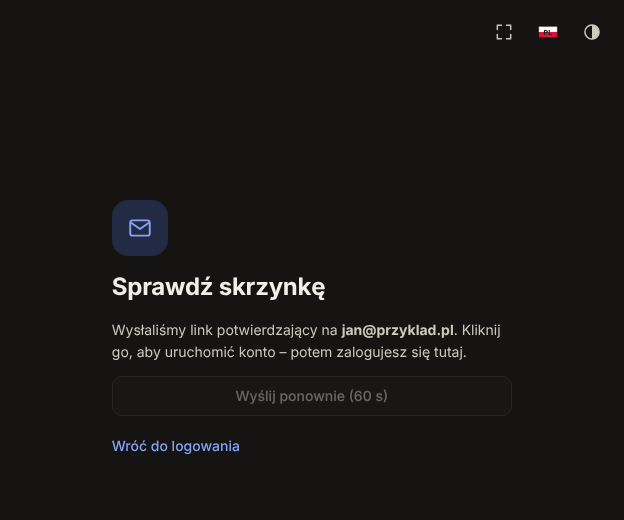 PL
Sprawdź skrzynkę
Wysłaliśmy link potwierdzający na jan@przyklad.pl. Kliknij
go, aby uruchomić konto – potem zalogujesz się tutaj.
Wyślij ponownie (60 s)
Wróć do logowania